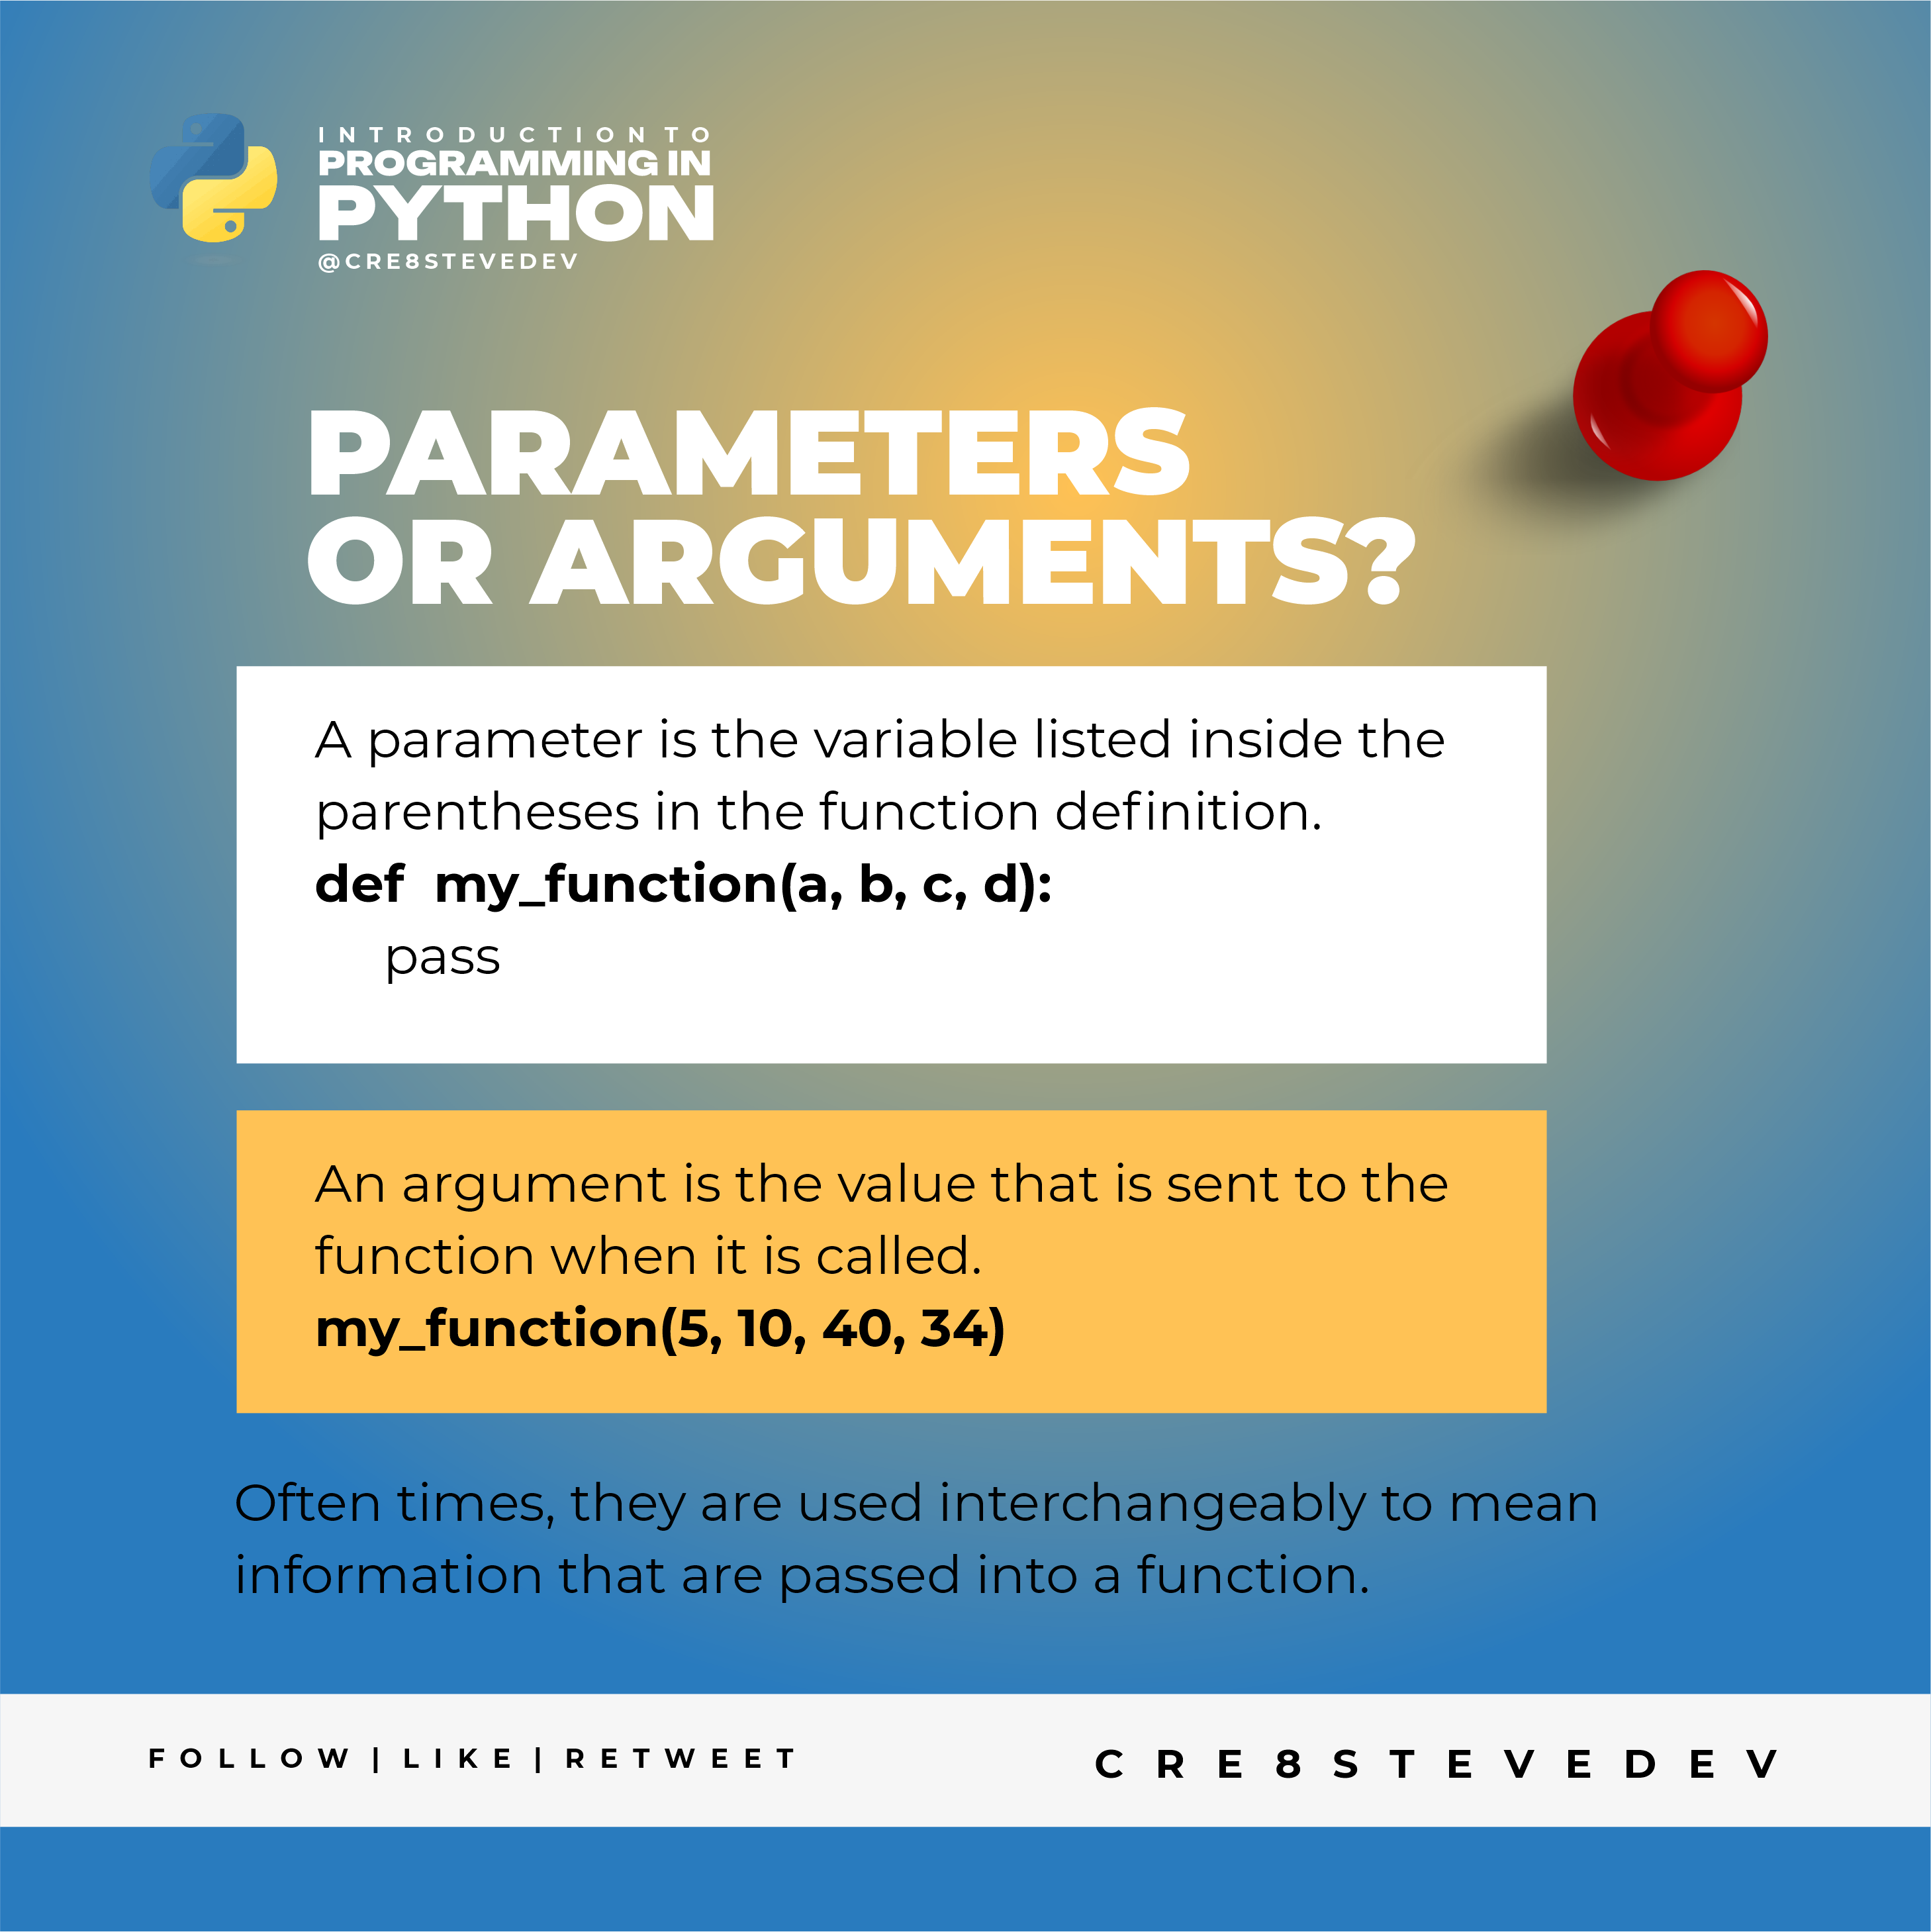 INTRODUCTION TO
PROGRAMMING IN
PYTHON
@CRE8STEVEDEV
PARAMETERS
OR ARGUMENTS?
A parameter is the variable listed inside the
parentheses in the function definition.
def  my_function(a, b, c, d):
pass
An argument is the value that is sent to the
function when it is called.
my_function(5, 10, 40, 34)
Often times, they are used interchangeably to mean
information that are passed into a function.
FOLLOW | LIKE | RETWEET
CRE8STEVEDEV